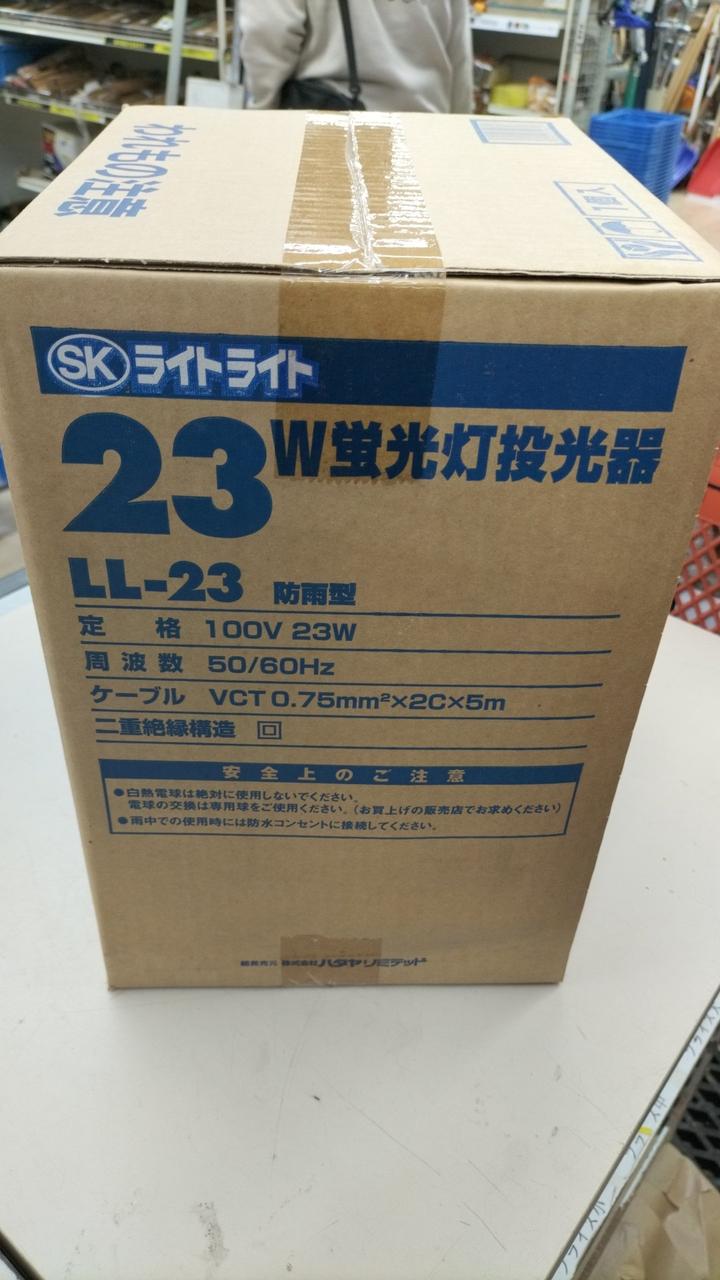 われもの注意
SK ライトライト
23W蛍光灯投光器
LL-23 防雨型
定格 100V 23W
周波数 50/60Hz
ケーブル VCT 0.75mm²×2C×5m
二重絶縁構造
安全上のご注意
●白熱電球は絶対に使用しないでください。
電球の交換は専用球をご使用ください。(お買上げの販売店でお求めください)
●雨中での使用時には防水コンセントに接続してください。
総発売元 株式会社ハタヤリミテッド